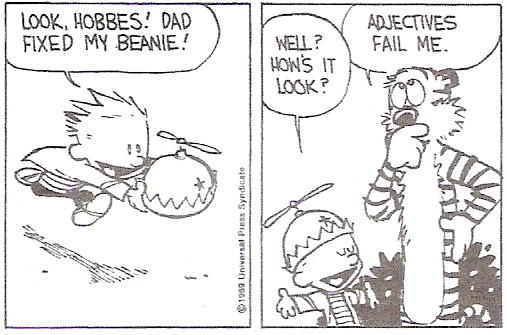 LOOK, HOBBES! DAD
FIXED MY BEANIE!
WELL?
HOW'S IT
LOOK?
ADJECTIVES
FAIL ME.
© 1989 Universal Press Syndicate